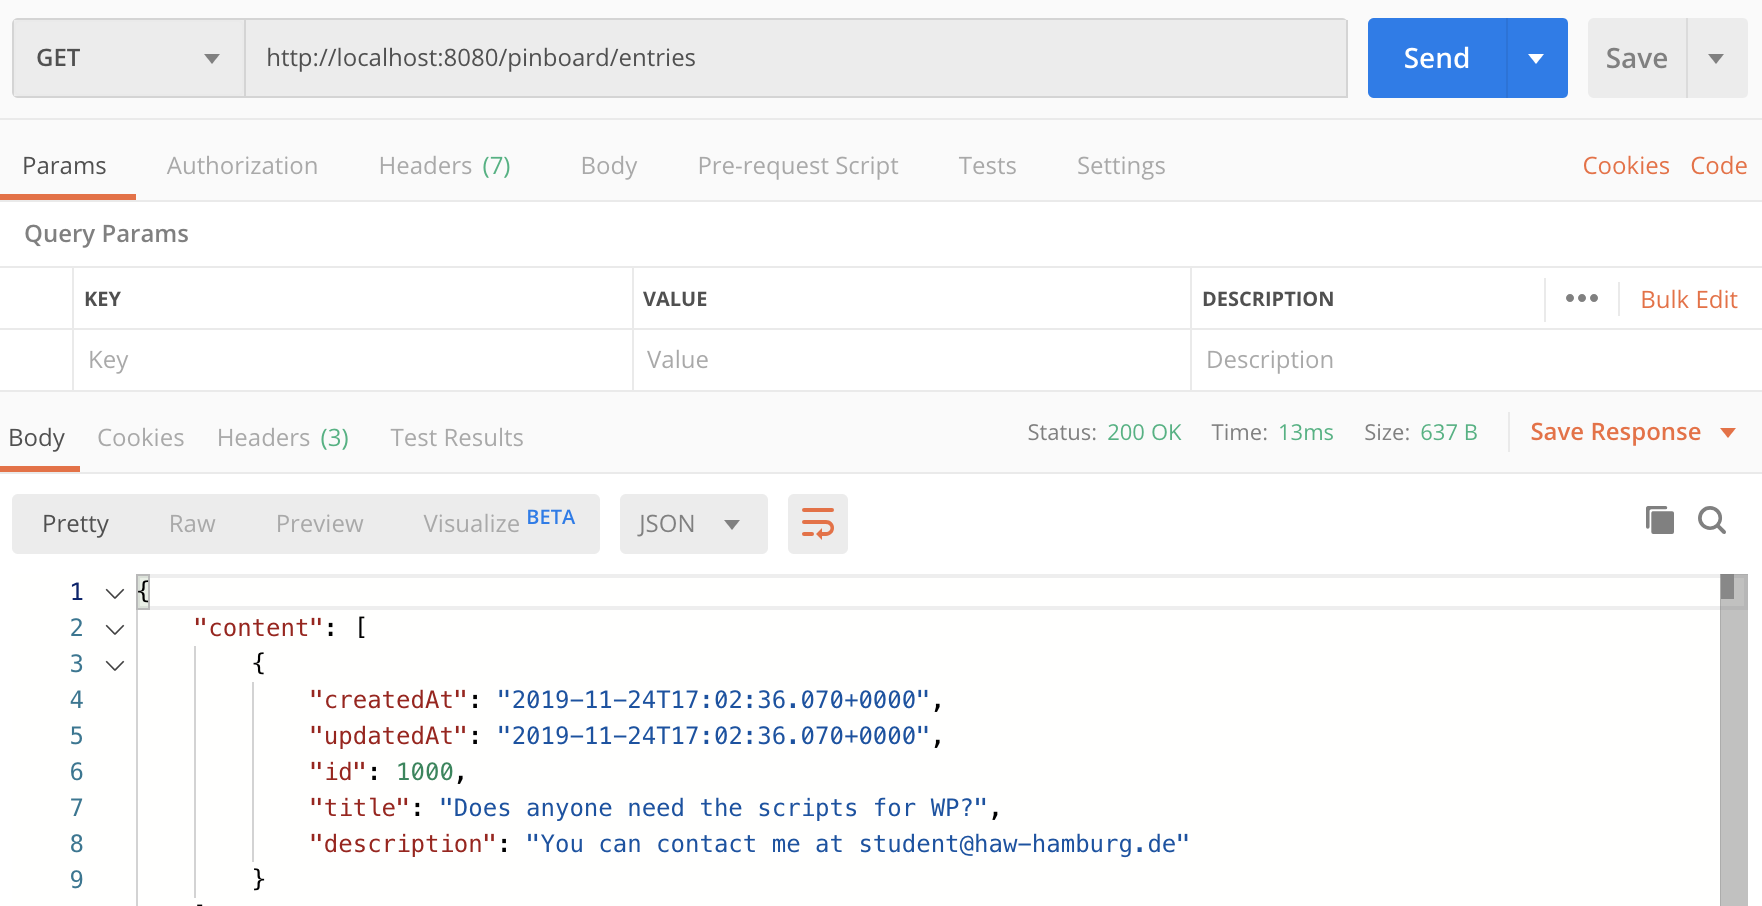 GET http://localhost:8080/pinboard/entries Send Save
Params Authorization Headers (7) Body Pre-request Script Tests Settings Cookies Code
Query Params
KEY VALUE DESCRIPTION ••• Bulk Edit
Key Value Description
Body Cookies Headers (3) Test Results Status: 200 OK Time: 13ms Size: 637 B Save Response
Pretty Raw Preview Visualize BETA JSON
1 {
2 "content": [
3 {
4 "createdAt": "2019-11-24T17:02:36.070+0000",
5 "updatedAt": "2019-11-24T17:02:36.070+0000",
6 "id": 1000,
7 "title": "Does anyone need the scripts for WP?",
8 "description": "You can contact me at student@haw-hamburg.de"
9 }